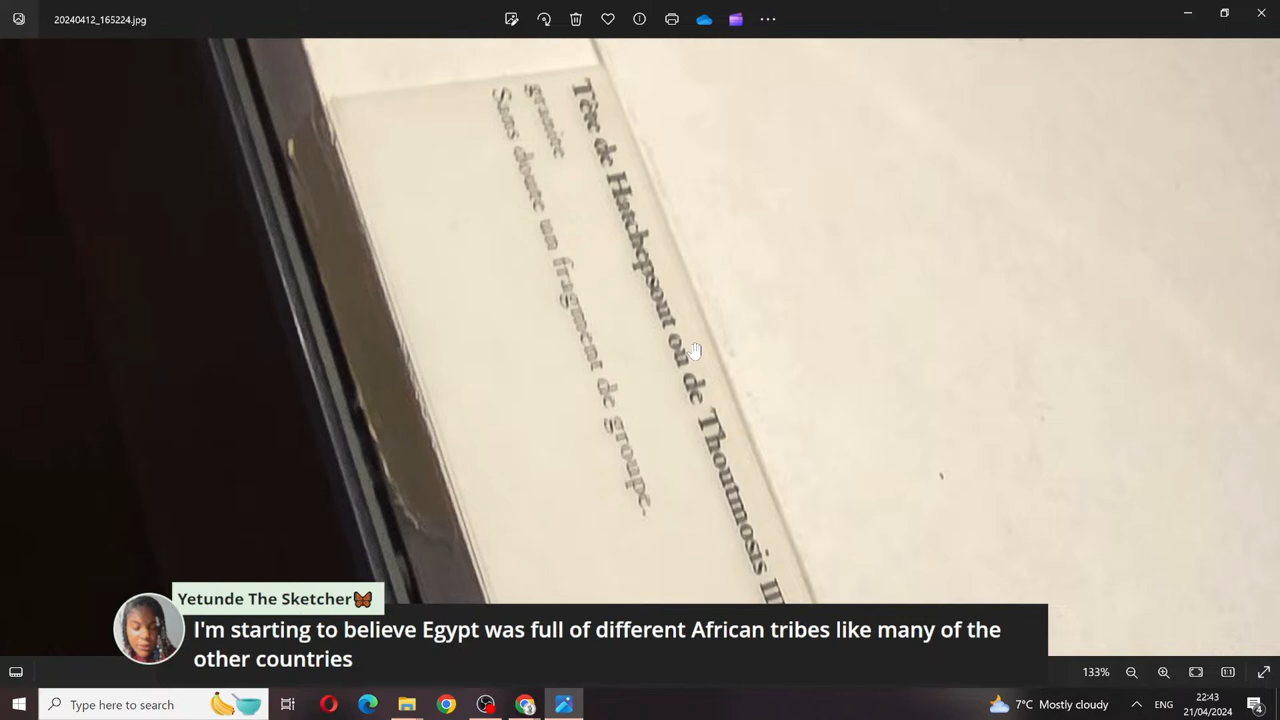 20240412_165224.jpg
Tête de Hatchepsout ou de Thoutmosis III
granite
Sans doute un fragment de groupe.
Yetunde The Sketcher🦋
I'm starting to believe Egypt was full of different African tribes like many of the
other countries
133%
Type here to search
7°C Mostly cloudy
ENG
22:43
21/04/2024
4